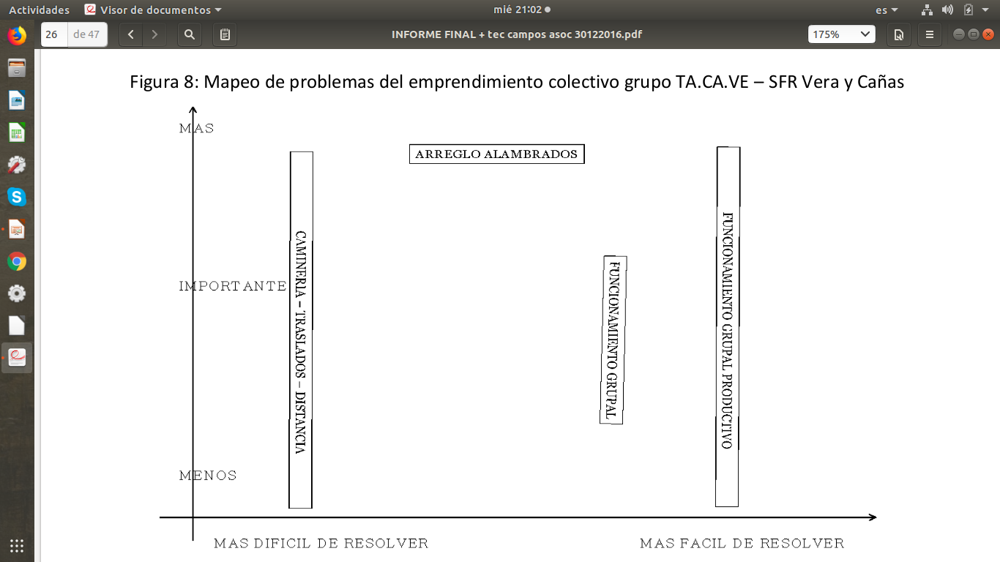 Actividades
Visor de documentos
mié 21:02
es
26
de 47
INFORME FINAL + tec campos asoc 30122016.pdf
175%
Figura 8: Mapeo de problemas del emprendimiento colectivo grupo TA.CA.VE – SFR Vera y Cañas
MAS
ARREGLO ALAMBRADOS
IMPORTANTE
CAMINERIA - TRASLADOS - DISTANCIA
FUNCIONAMIENTO GRUPAL
FUNCIONAMIENTO GRUPAL PRODUCTIVO
MENOS
MAS DIFICIL DE RESOLVER
MAS FACIL DE RESOLVER